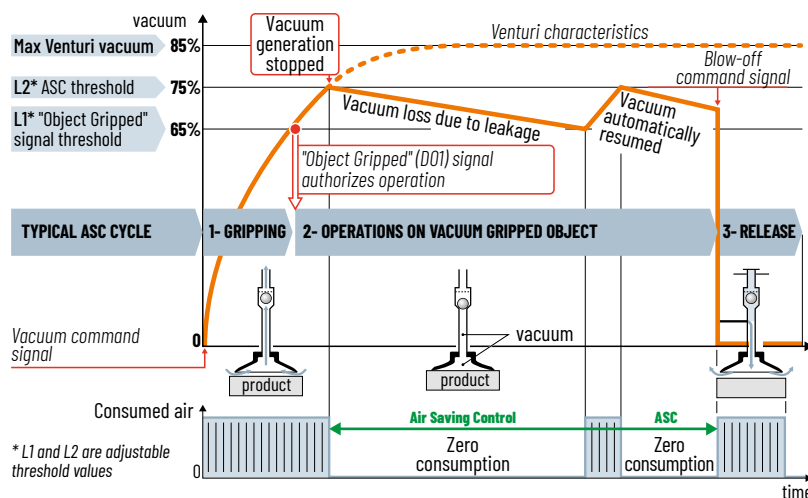 vacuum
Max Venturi vacuum
85%
L2* ASC threshold
75%
L1* "Object Gripped"
signal threshold
65%
Vacuum
generation
stopped
Venturi characteristics
Blow-off
command signal
Vacuum loss due to leakage
Vacuum
automatically
resumed
"Object Gripped" (DO1) signal
authorizes operation
TYPICAL ASC CYCLE
1- GRIPPING
2- OPERATIONS ON VACUUM GRIPPED OBJECT
3- RELEASE
Vacuum command
signal
0
vacuum
product
product
Consumed air
Air Saving Control
ASC
Zero
consumption
Zero
consumption
* L1 and L2 are adjustable
threshold values
0
time